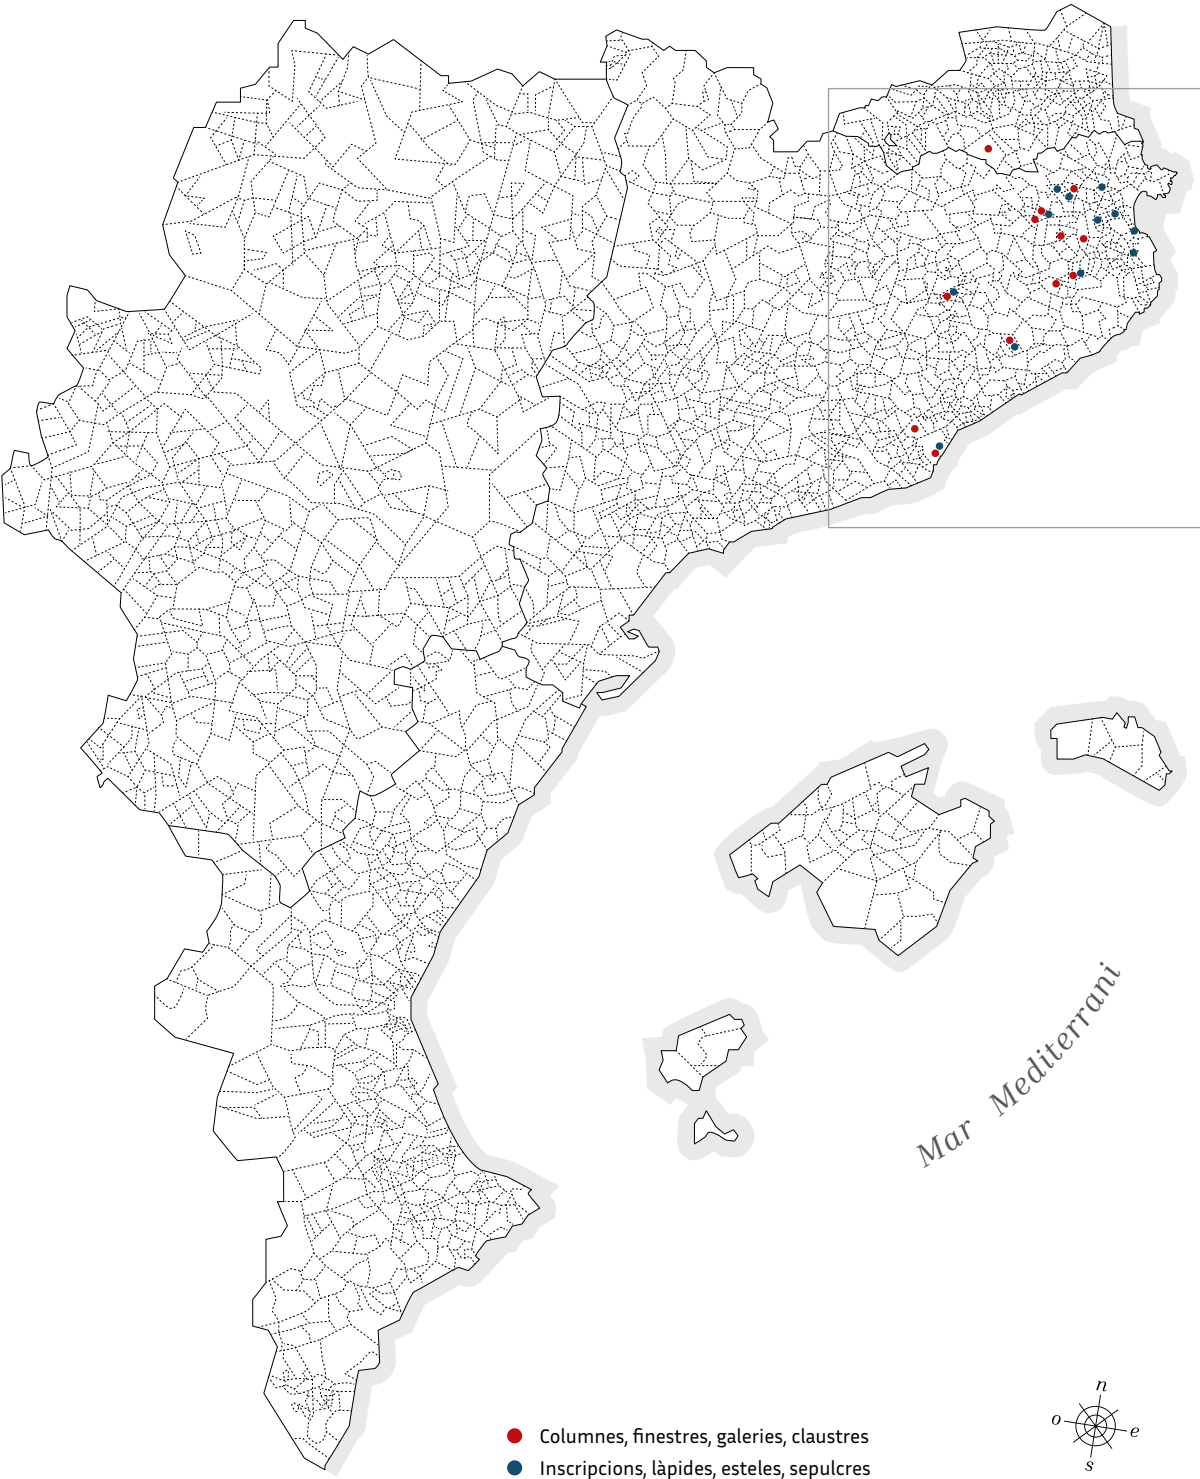 Mar Mediterrani
n
o
e
s
Columnes, finestres, galeries, claustres
Inscripcions, làpides, esteles, sepulcres